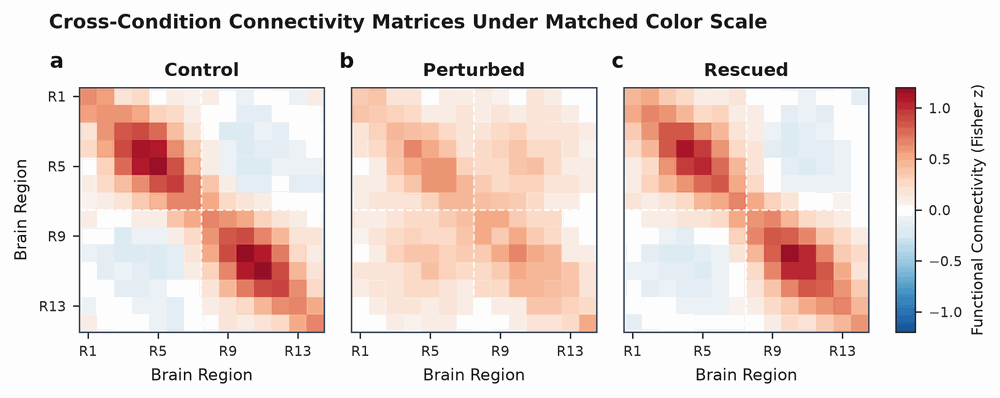 Cross-Condition Connectivity Matrices Under Matched Color Scale
a
Control
b
Perturbed
c
Rescued
Brain Region
R1
R5
R9
R13
R1 R5 R9 R13
Brain Region
R1 R5 R9 R13
Brain Region
R1 R5 R9 R13
Brain Region
1.0
0.5
0.0
−0.5
−1.0
Functional Connectivity (Fisher z)